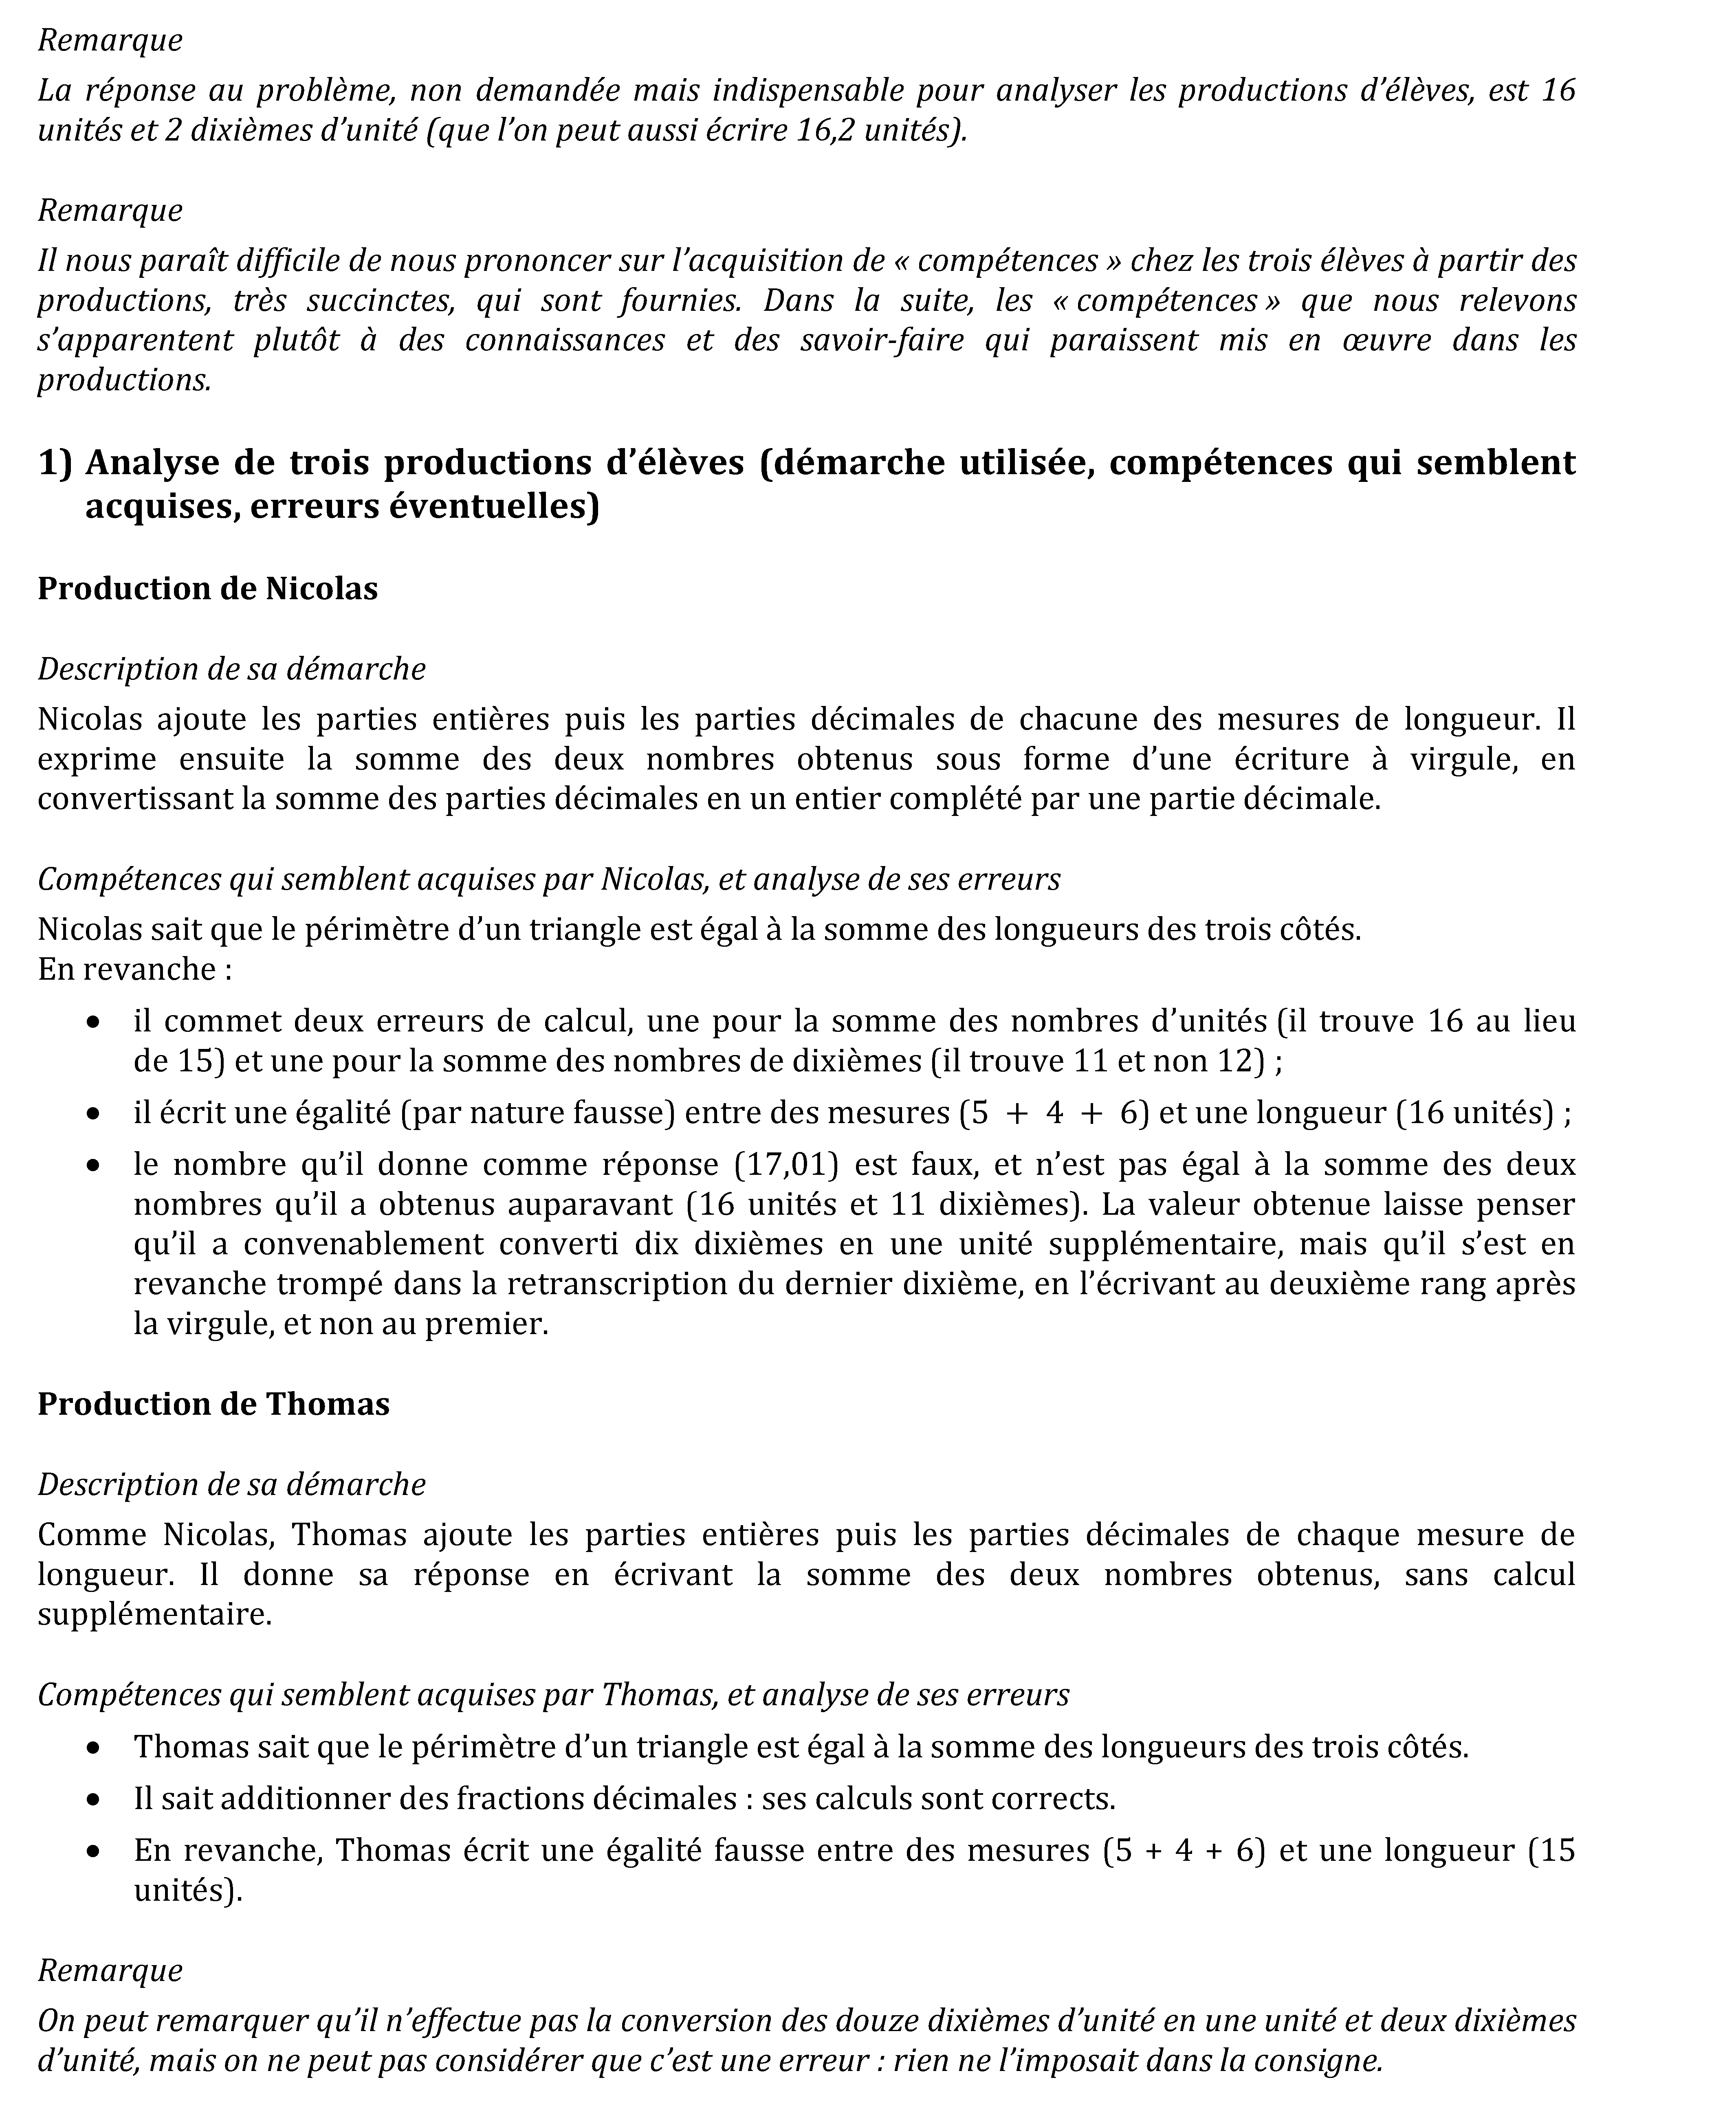 Remarque
La réponse au problème, non demandée mais indispensable pour analyser les productions d’élèves, est 16
unités et 2 dixièmes d’unité (que l’on peut aussi écrire 16,2 unités).
Remarque
Il nous paraît difficile de nous prononcer sur l’acquisition de « compétences » chez les trois élèves à partir des
productions, très succinctes, qui sont fournies. Dans la suite, les « compétences » que nous relevons
s’apparentent plutôt à des connaissances et des savoir-faire qui paraissent mis en œuvre dans les
productions.
1) Analyse de trois productions d’élèves (démarche utilisée, compétences qui semblent
acquises, erreurs éventuelles)
Production de Nicolas
Description de sa démarche
Nicolas ajoute les parties entières puis les parties décimales de chacune des mesures de longueur. Il
exprime ensuite la somme des deux nombres obtenus sous forme d’une écriture à virgule, en
convertissant la somme des parties décimales en un entier complété par une partie décimale.
Compétences qui semblent acquises par Nicolas, et analyse de ses erreurs
Nicolas sait que le périmètre d’un triangle est égal à la somme des longueurs des trois côtés.
En revanche :
• il commet deux erreurs de calcul, une pour la somme des nombres d’unités (il trouve 16 au lieu
de 15) et une pour la somme des nombres de dixièmes (il trouve 11 et non 12) ;
• il écrit une égalité (par nature fausse) entre des mesures (5 + 4 + 6) et une longueur (16 unités) ;
• le nombre qu’il donne comme réponse (17,01) est faux, et n’est pas égal à la somme des deux
nombres qu’il a obtenus auparavant (16 unités et 11 dixièmes). La valeur obtenue laisse penser
qu’il a convenablement converti dix dixièmes en une unité supplémentaire, mais qu’il s’est en
revanche trompé dans la retranscription du dernier dixième, en l’écrivant au deuxième rang après
la virgule, et non au premier.
Production de Thomas
Description de sa démarche
Comme Nicolas, Thomas ajoute les parties entières puis les parties décimales de chaque mesure de
longueur. Il donne sa réponse en écrivant la somme des deux nombres obtenus, sans calcul
supplémentaire.
Compétences qui semblent acquises par Thomas, et analyse de ses erreurs
• Thomas sait que le périmètre d’un triangle est égal à la somme des longueurs des trois côtés.
• Il sait additionner des fractions décimales : ses calculs sont corrects.
• En revanche, Thomas écrit une égalité fausse entre des mesures (5 + 4 + 6) et une longueur (15
unités).
Remarque
On peut remarquer qu’il n’effectue pas la conversion des douze dixièmes d’unité en une unité et deux dixièmes
d’unité, mais on ne peut pas considérer que c’est une erreur : rien ne l’imposait dans la consigne.